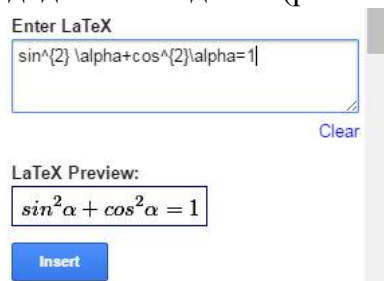 Enter LaTeX
sin^{2} \alpha+cos^{2}\alpha=1
Clear
LaTeX Preview:
sin²α + cos²α = 1
Insert